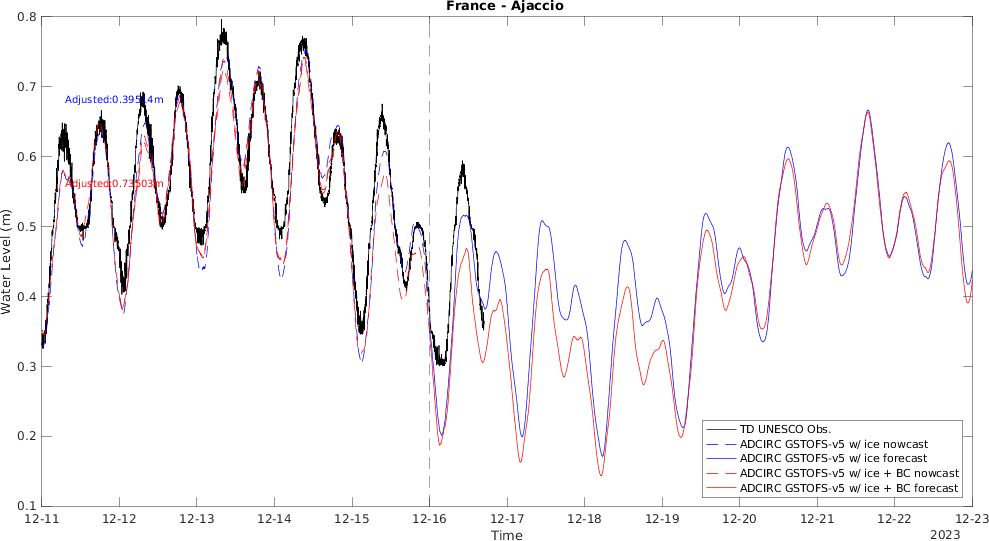 France - Ajaccio
Water Level (m)
0.8
0.7
0.6
0.5
0.4
0.3
0.2
0.1
Adjusted:0.39514m
Adjusted:0.73503m
TD UNESCO Obs.
ADCIRC GSTOFS-v5 w/ ice nowcast
ADCIRC GSTOFS-v5 w/ ice forecast
ADCIRC GSTOFS-v5 w/ ice + BC nowcast
ADCIRC GSTOFS-v5 w/ ice + BC forecast
12-11 12-12 12-13 12-14 12-15 12-16 12-17 12-18 12-19 12-20 12-21 12-22 12-23
Time
2023